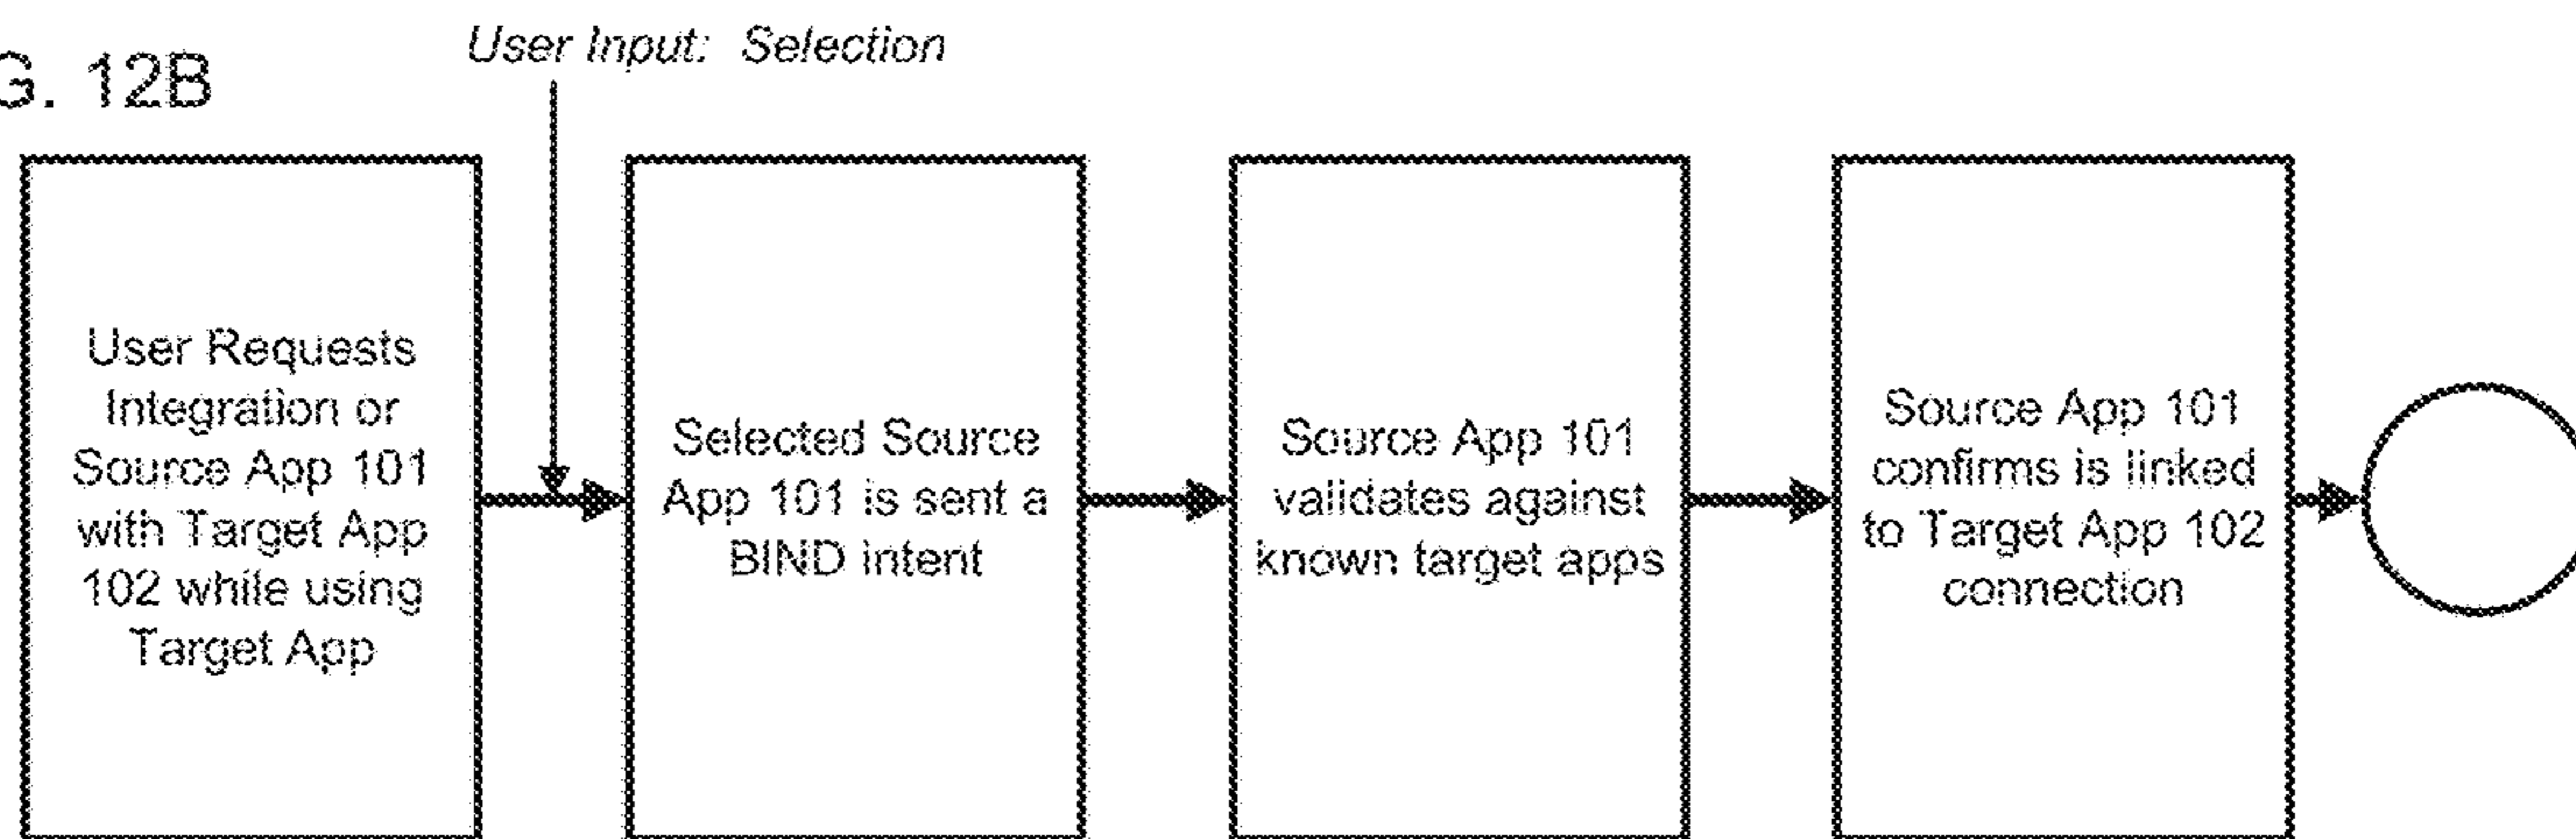 G. 12B
User Input: Selection
User Requests
Integration or
Source App 101
with Target App
102 while using
Target App
Selected Source
App 101 is sent a
BIND intent
Source App 101
validates against
known target apps
Source App 101
confirms is linked
to Target App 102
connection